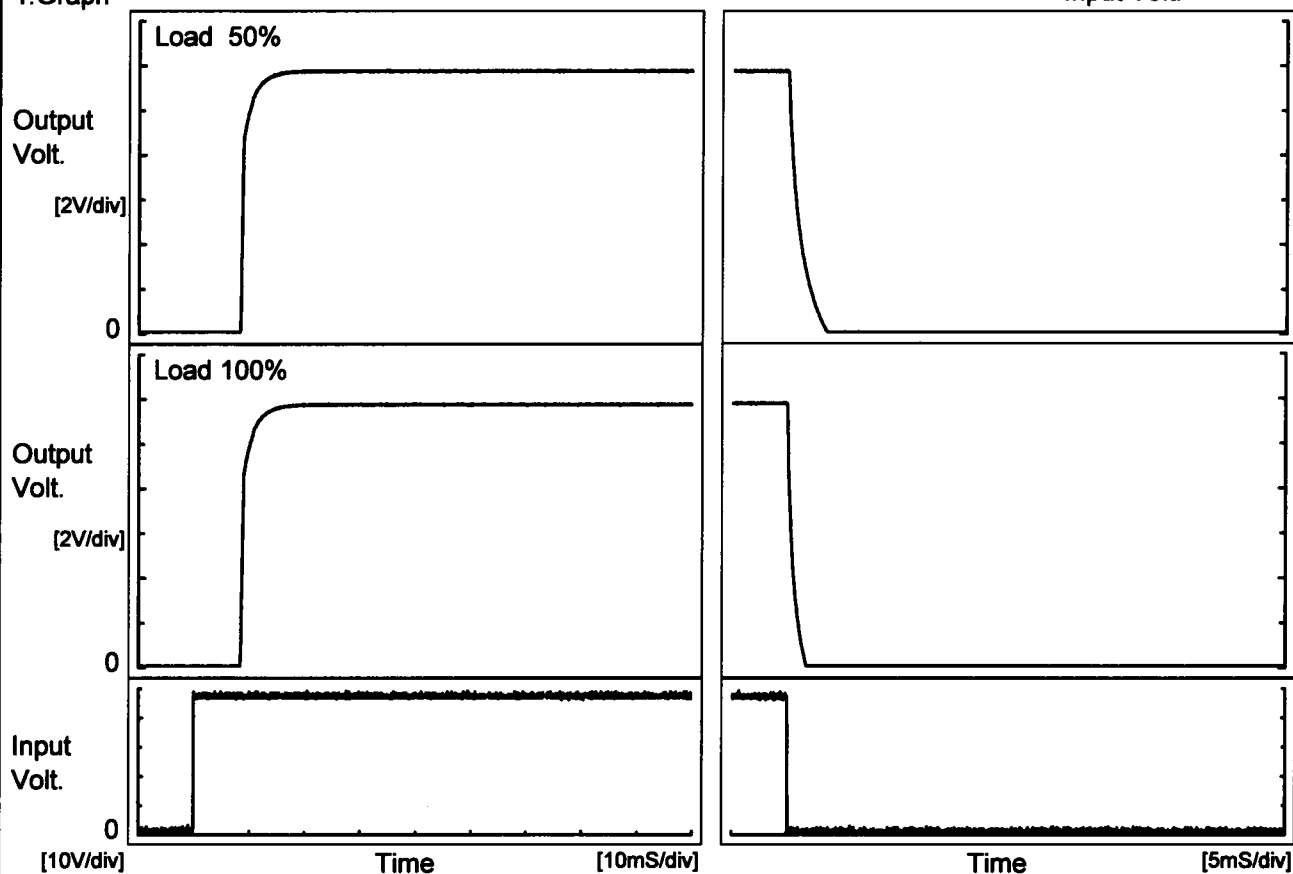 Load 50%
Output
Volt.
[2V/div]
0
Load 100%
Output
Volt.
[2V/div]
0
Input
Volt.
0
[10V/div]
Time
[10mS/div]
Time
[5mS/div]